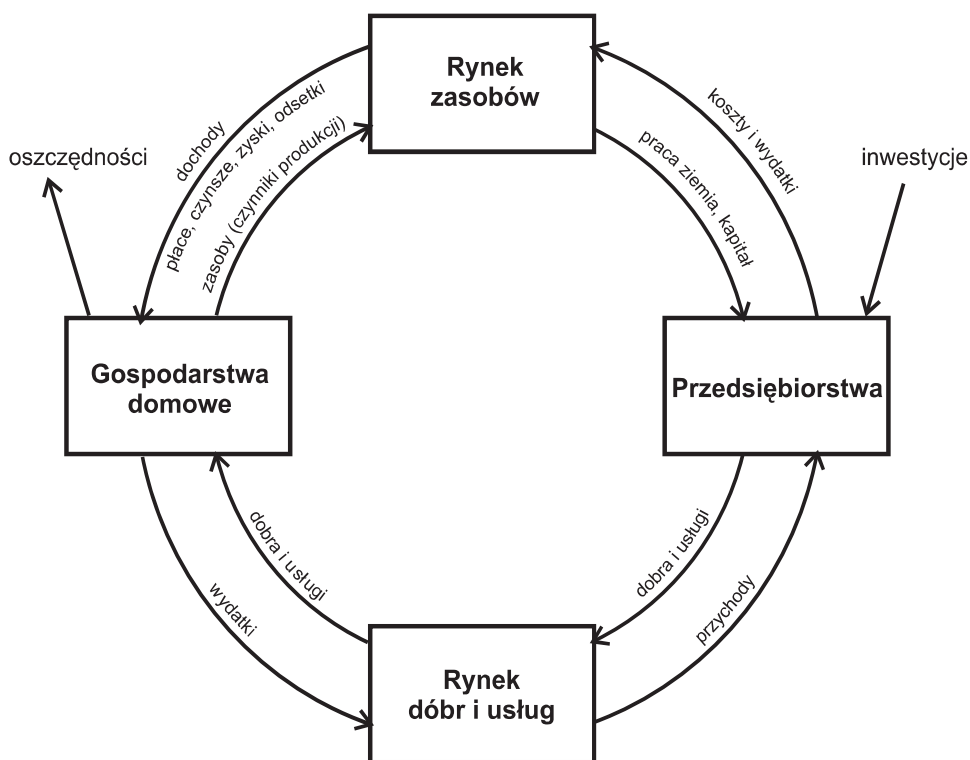 Rynek
zasobów
dochody
płace, czynsze, zyski, odsetki
zasoby (czynniki produkcji)
koszty i wydatki
praca ziemia, kapitał
oszczędności
inwestycje
Gospodarstwa
domowe
Przedsiębiorstwa
wydatki
dobra i usługi
dobra i usługi
przychody
Rynek
dóbr i usług